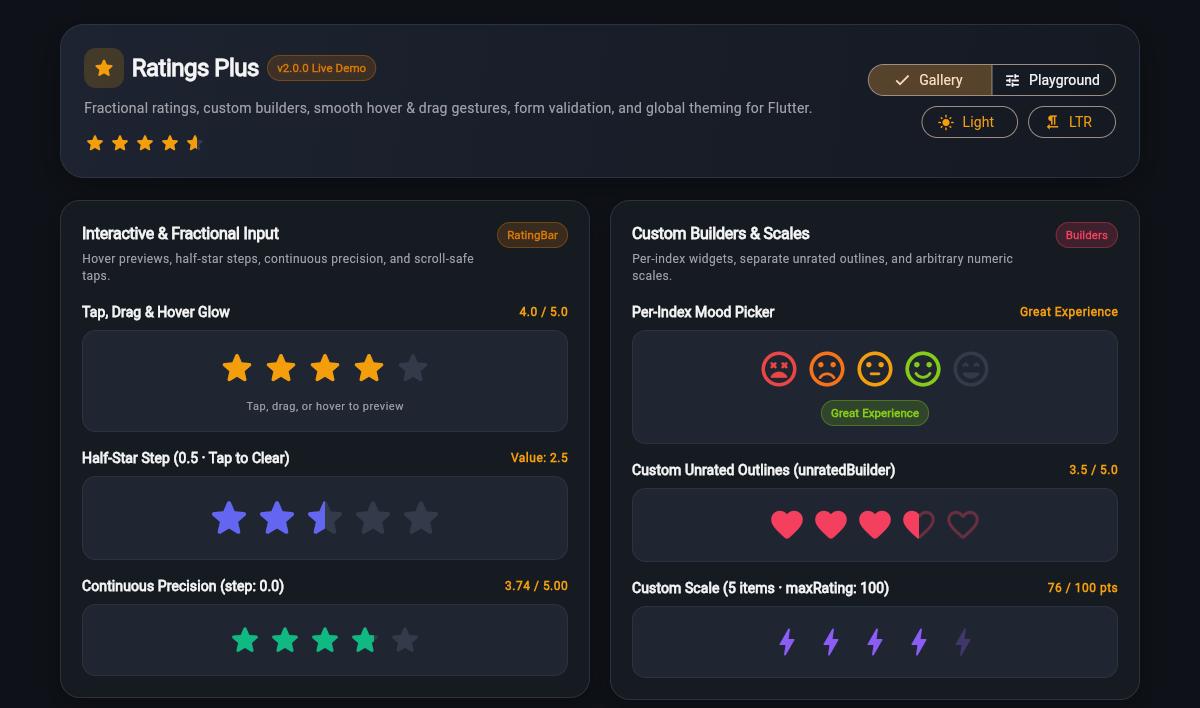 Ratings Plus
v2.0.0 Live Demo
Fractional ratings, custom builders, smooth hover & drag gestures, form validation, and global theming for Flutter.
Gallery
Playground
Light
LTR
Interactive & Fractional Input
RatingBar
Hover previews, half-star steps, continuous precision, and scroll-safe
taps.
Tap, Drag & Hover Glow
4.0 / 5.0
Tap, drag, or hover to preview
Half-Star Step (0.5 · Tap to Clear)
Value: 2.5
Continuous Precision (step: 0.0)
3.74 / 5.00
Custom Builders & Scales
Builders
Per-index widgets, separate unrated outlines, and arbitrary numeric
scales.
Per-Index Mood Picker
Great Experience
Great Experience
Custom Unrated Outlines (unratedBuilder)
3.5 / 5.0
Custom Scale (5 items · maxRating: 100)
76 / 100 pts